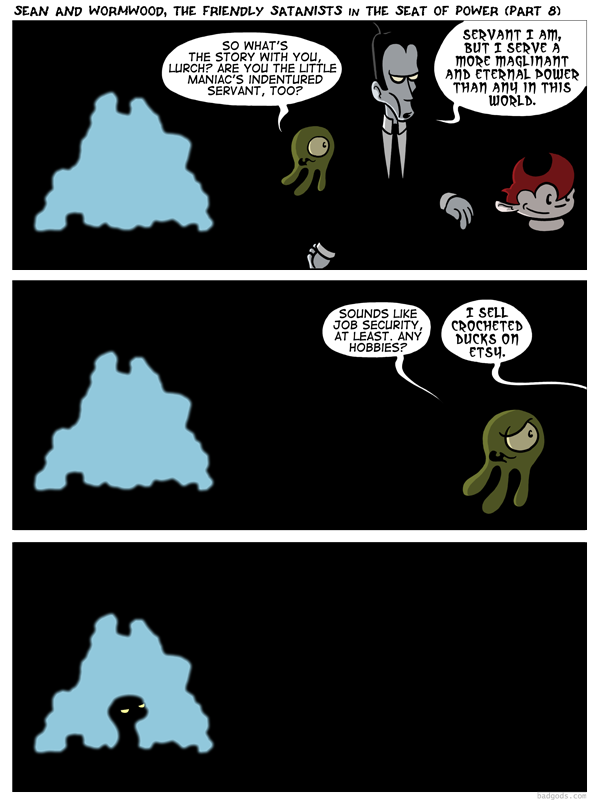 SEAN AND WORMWOOD, THE FRIENDLY SATANISTS IN THE SEAT OF POWER (PART 8)
SO WHAT'S
THE STORY WITH YOU,
LURCH? ARE YOU THE LITTLE
MANIAC'S INDENTURED
SERVANT, TOO?
SERVANT I AM,
BUT I SERVE A
MORE MAGLINANT
AND ETERNAL POWER
THAN ANY IN THIS
WORLD.
SOUNDS LIKE
JOB SECURITY,
AT LEAST. ANY
HOBBIES?
I SELL
CROCHETED
DUCKS ON
ETSY.
badgods.com